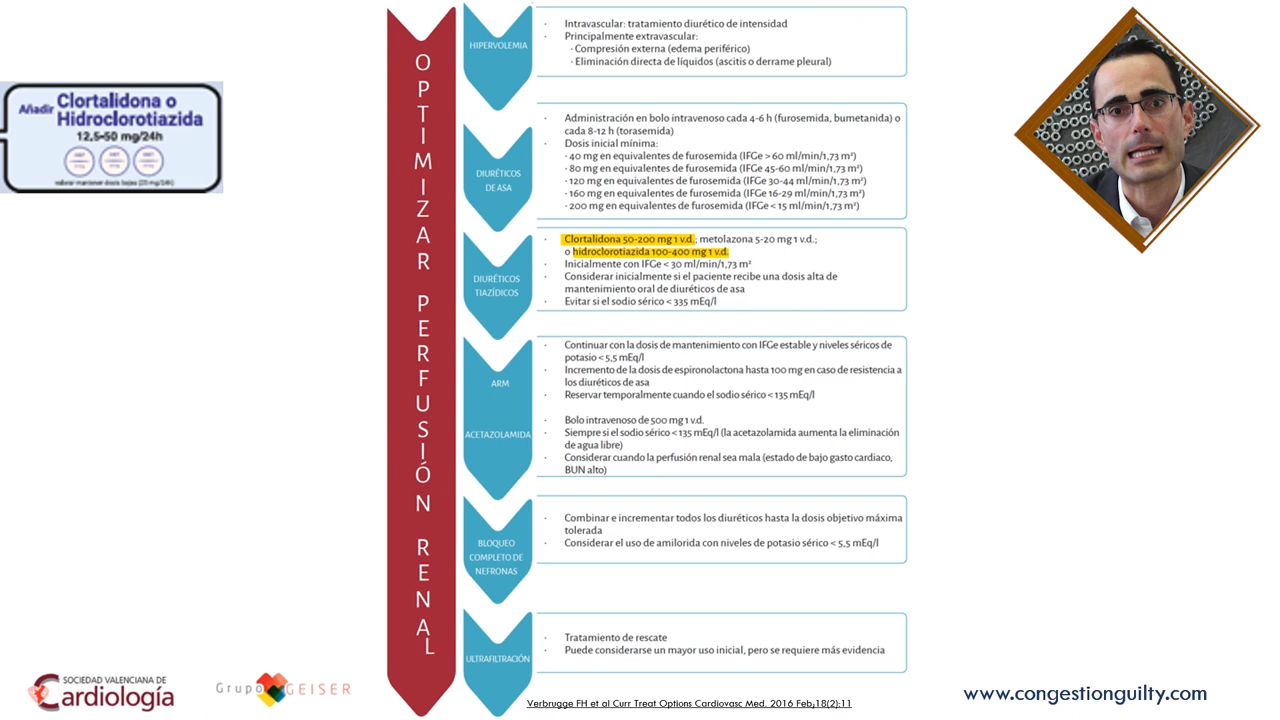 Añadir Clortalidona o
Hidroclorotiazida
12,5-50 mg/24h
OPTIMIZAR PERFUSIÓN RENAL
HIPERVOLEMIA
· Intravascular: tratamiento diurético de intensidad
· Principalmente extravascular:
· Compresión externa (edema periférico)
· Eliminación directa de líquidos (ascitis o derrame pleural)
DIURÉTICOS
DE ASA
· Administración en bolo intravenoso cada 4-6 h (furosemida, bumetanida) o
cada 8-12 h (torasemida)
· Dosis inicial mínima:
· 40 mg en equivalentes de furosemida (IFGe > 60 ml/min/1,73 m²)
· 80 mg en equivalentes de furosemida (IFGe 45-60 ml/min/1,73 m²)
· 120 mg en equivalentes de furosemida (IFGe 30-44 ml/min/1,73 m²)
· 160 mg en equivalentes de furosemida (IFGe 16-29 ml/min/1,73 m²)
· 200 mg en equivalentes de furosemida (IFGe < 15 ml/min/1,73 m²)
DIURÉTICOS
TIAZÍDICOS
· Clortalidona 50-200 mg 1 v.d.; metolazona 5-20 mg 1 v.d.;
o hidroclorotiazida 100-400 mg 1 v.d.
· Inicialmente con IFGe < 30 ml/min/1,73 m²
· Considerar inicialmente si el paciente recibe una dosis alta de
mantenimiento oral de diuréticos de asa
· Evitar si el sodio sérico < 335 mEq/l
ARM
· Continuar con la dosis de mantenimiento con IFGe estable y niveles séricos de
potasio < 5,5 mEq/l
· Incremento de la dosis de espironolactona hasta 100 mg en caso de resistencia a
los diuréticos de asa
· Reservar temporalmente cuando el sodio sérico < 135 mEq/l
ACETAZOLAMIDA
· Bolo intravenoso de 500 mg 1 v.d.
· Siempre si el sodio sérico < 135 mEq/l (la acetazolamida aumenta la eliminación
de agua libre)
· Considerar cuando la perfusión renal sea mala (estado de bajo gasto cardiaco,
BUN alto)
BLOQUEO
COMPLETO DE
NEFRONAS
· Combinar e incrementar todos los diuréticos hasta la dosis objetivo máxima
tolerada
· Considerar el uso de amilorida con niveles de potasio sérico < 5,5 mEq/l
ULTRAFILTRACIÓN
· Tratamiento de rescate
· Puede considerarse un mayor uso inicial, pero se requiere más evidencia
SOCIEDAD VALENCIANA DE
Cardiología
Grupo GEISER
Verbrugge FH et al Curr Treat Options Cardiovasc Med. 2016 Feb;18(2):11
www.congestionguilty.com